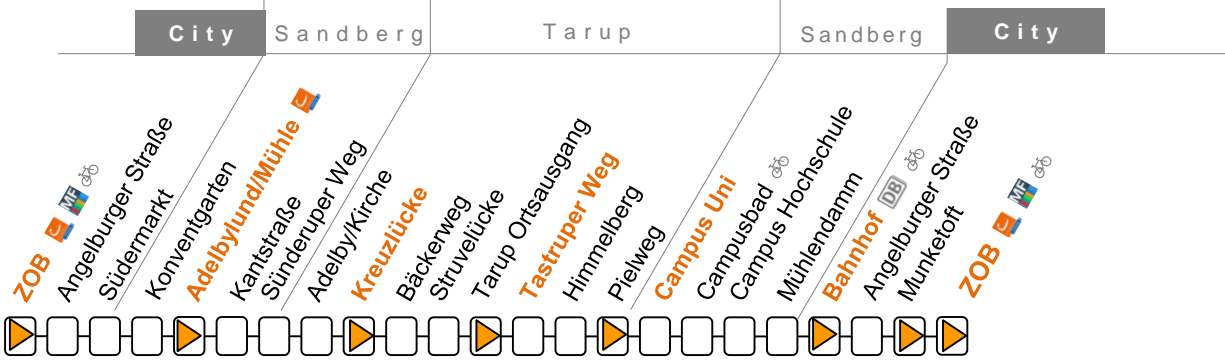 City
Sandberg
Tarup
Sandberg
City
ZOB MF
Angelburger Straße
Südermarkt
Konventgarten
Adelbylund/Mühle
Kantstraße
Sünderuper Weg
Adelby/Kirche
Kreuzlücke
Bäckerweg
Struvelücke
Tarup Ortsausgang
Tastruper Weg
Himmelberg
Pielweg
Campus Uni
Campusbad
Campus Hochschule
Mühlendamm
Bahnhof DB
Angelburger Straße
Munketoft
ZOB MF